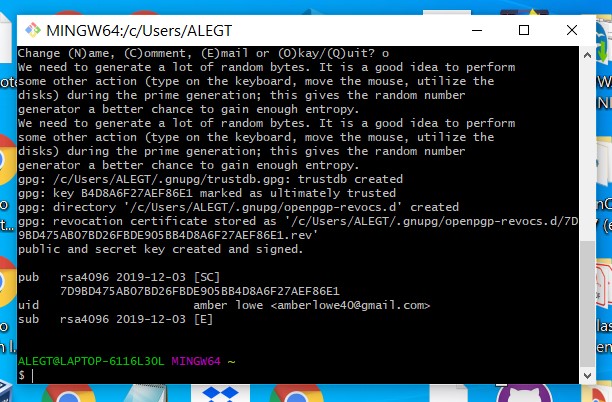 MINGW64:/c/Users/ALEGT
Change (N)ame, (C)omment, (E)mail or (O)kay/(Q)uit? o
We need to generate a lot of random bytes. It is a good idea to perform
some other action (type on the keyboard, move the mouse, utilize the
disks) during the prime generation; this gives the random number
generator a better chance to gain enough entropy.
We need to generate a lot of random bytes. It is a good idea to perform
some other action (type on the keyboard, move the mouse, utilize the
disks) during the prime generation; this gives the random number
generator a better chance to gain enough entropy.
gpg: /c/Users/ALEGT/.gnupg/trustdb.gpg: trustdb created
gpg: key B4D8A6F27AEF86E1 marked as ultimately trusted
gpg: directory '/c/Users/ALEGT/.gnupg/openpgp-revocs.d' created
gpg: revocation certificate stored as '/c/Users/ALEGT/.gnupg/openpgp-revocs.d/7D
9BD475AB07BD26FBDE905BB4D8A6F27AEF86E1.rev'
public and secret key created and signed.
pub   rsa4096 2019-12-03 [SC]
7D9BD475AB07BD26FBDE905BB4D8A6F27AEF86E1
uid                      amber lowe <amberlowe40@gmail.com>
sub   rsa4096 2019-12-03 [E]
ALEGT@LAPTOP-6116L3OL MINGW64 ~
$